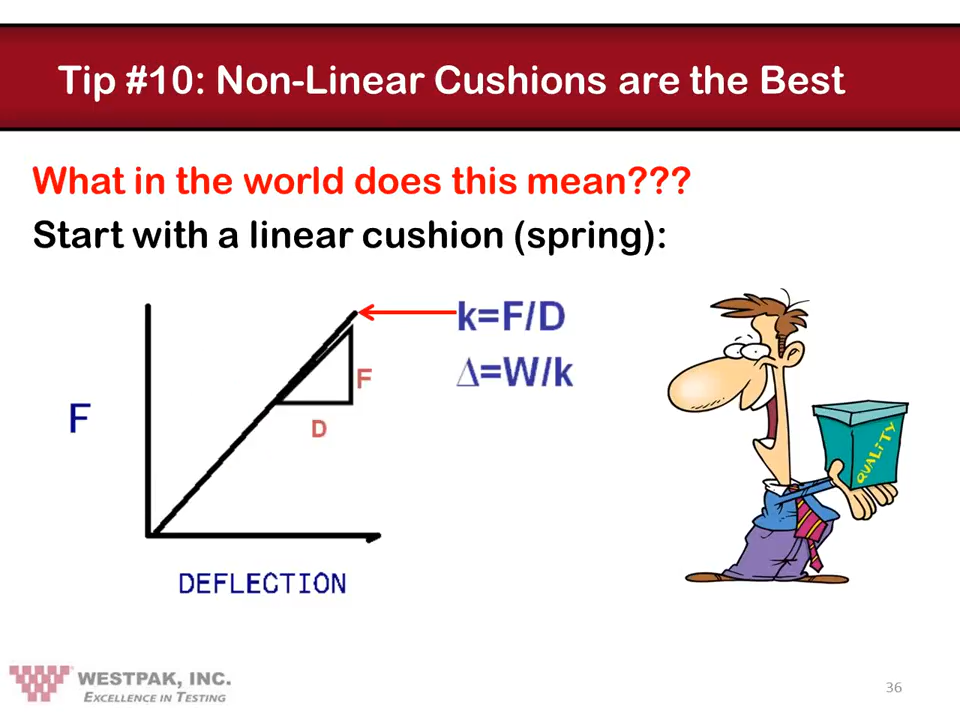 Tip #10: Non-Linear Cushions are the Best
What in the world does this mean???
Start with a linear cushion (spring):
k=F/D
Δ=W/k
F
F
D
DEFLECTION
QUALiTY
WESTPAK, INC.
EXCELLENCE IN TESTING
36